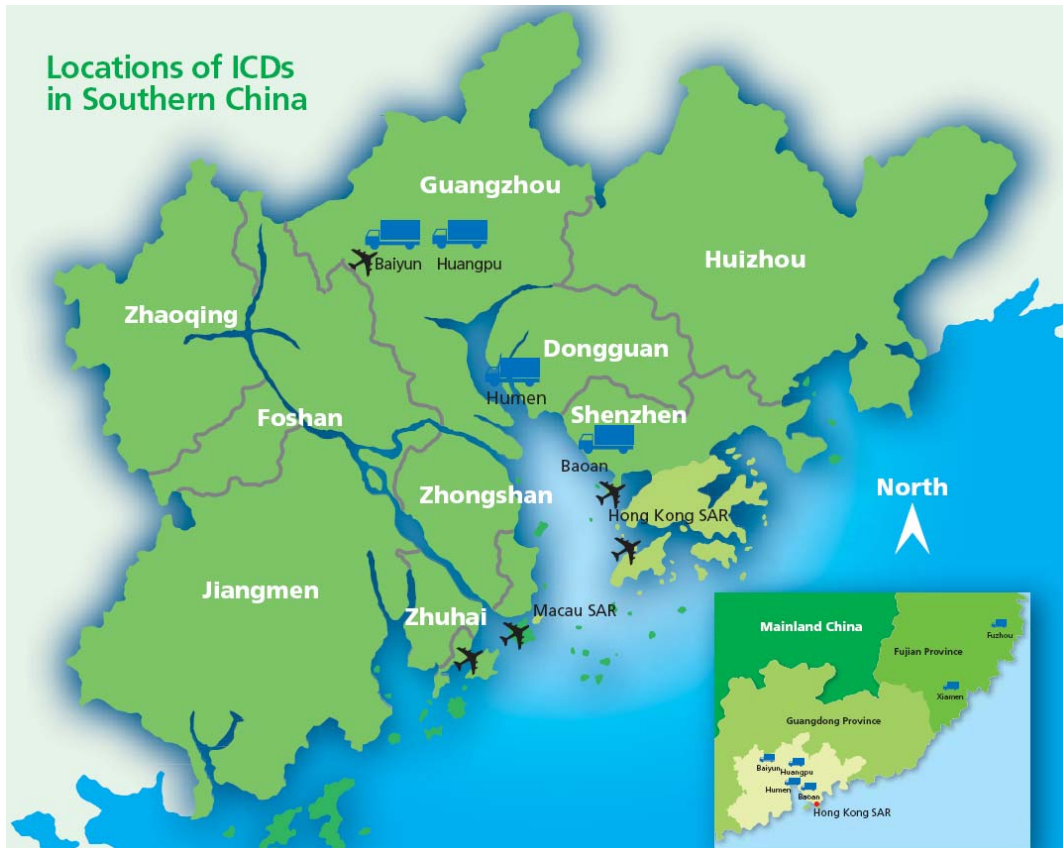 Locations of ICDs
in Southern China
Guangzhou
Baiyun
Huangpu
Huizhou
Zhaoqing
Dongguan
Humen
Foshan
Shenzhen
Baoan
Zhongshan
North
Hong Kong SAR
Jiangmen
Zhuhai
Macau SAR
Mainland China
Fuzhou
Fujian Province
Xiamen
Guangdong Province
Baiyun
Huangpu
Humen
Baoan
Hong Kong SAR